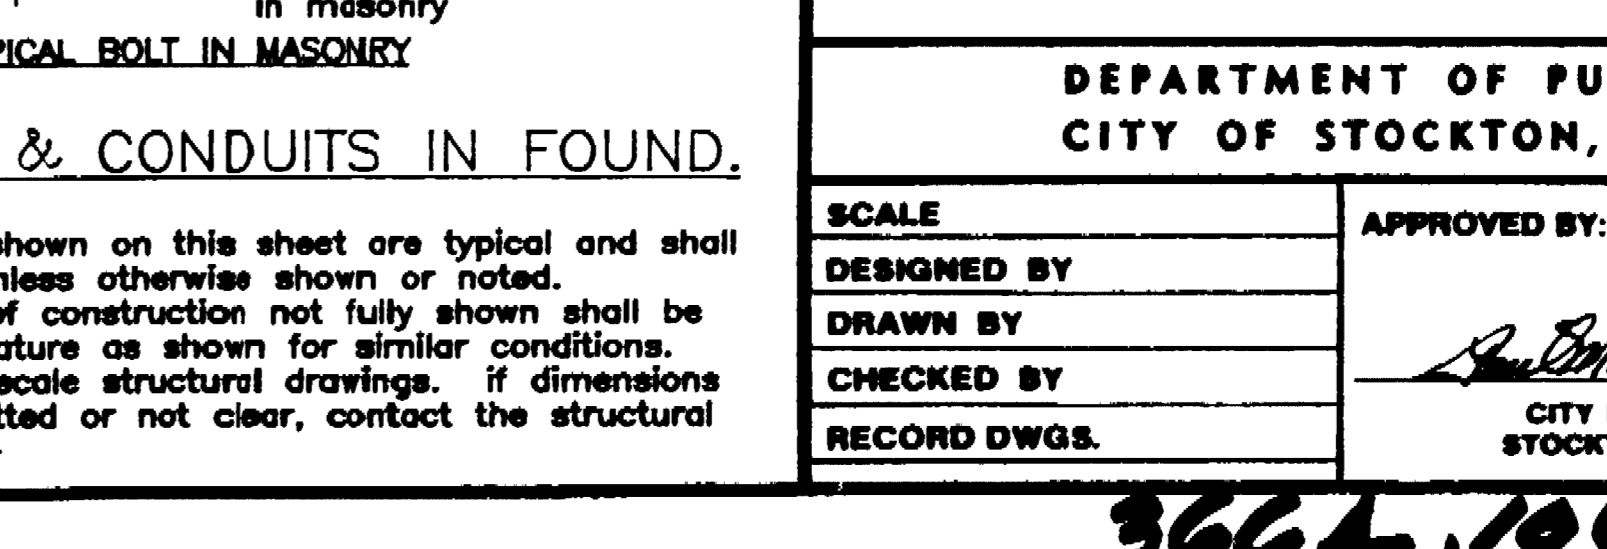 in masonry
PICAL BOLT IN MASONRY
& CONDUITS IN FOUND.
shown on this sheet are typical and shall
nless otherwise shown or noted.
of construction not fully shown shall be
ature as shown for similar conditions.
scale structural drawings. if dimensions
tted or not clear, contact the structural
DEPARTMENT OF PU
CITY OF STOCKTON,
SCALE
DESIGNED BY
DRAWN BY
CHECKED BY
RECORD DWGS.
APPROVED BY:
CITY
STOCK